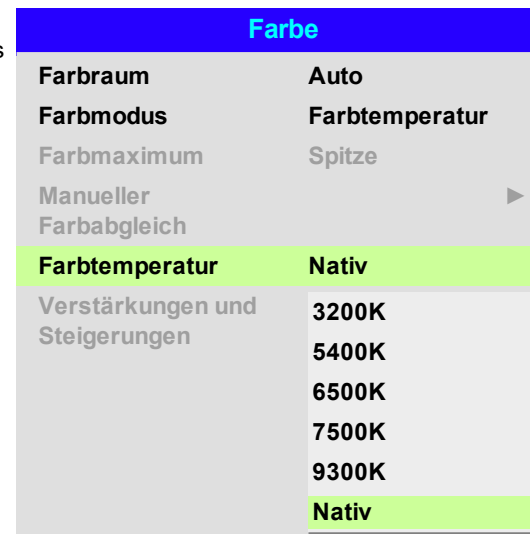 Farbe
s
Farbraum Auto
Farbmodus Farbtemperatur
Farbmaximum Spitze
Manueller ►
Farbabgleich
Farbtemperatur Nativ
Verstärkungen und
Steigerungen
3200K
5400K
6500K
7500K
9300K
Nativ